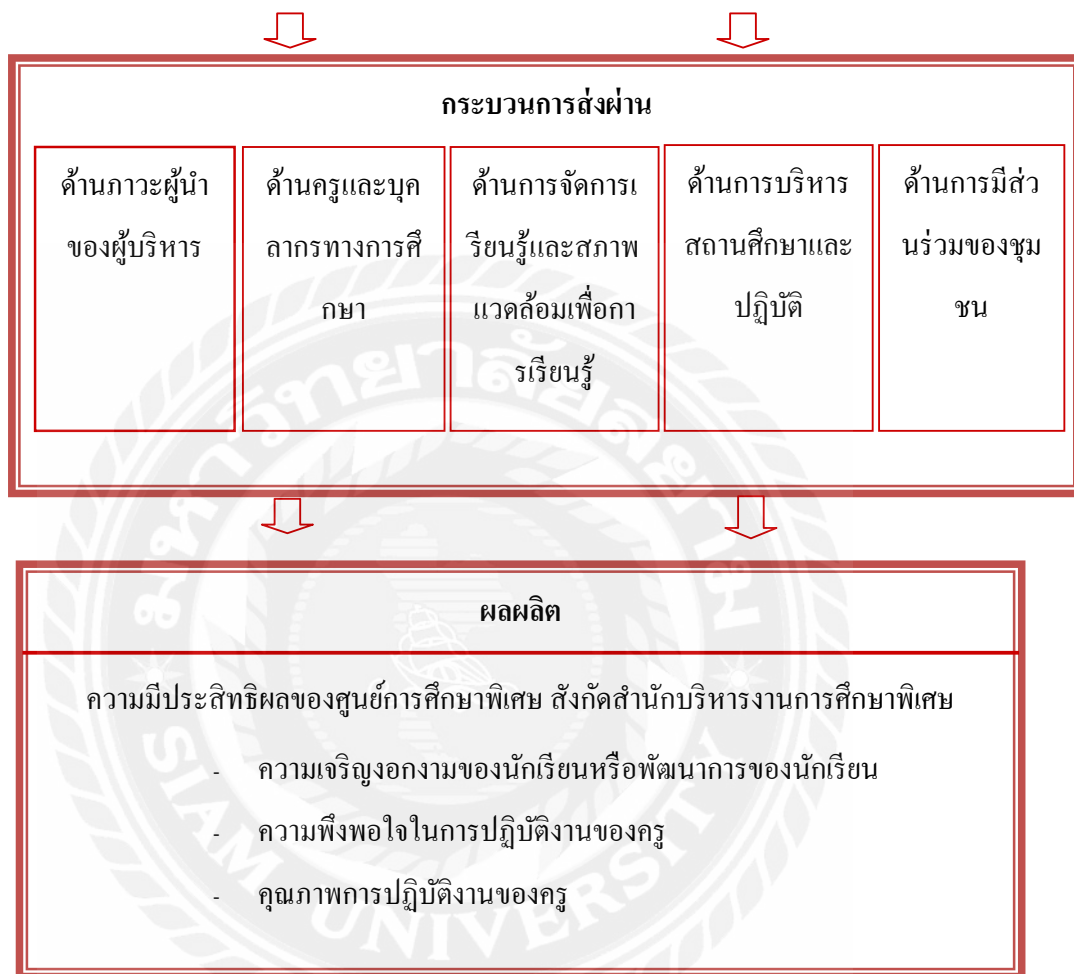 กระบวนการส่งผ่าน
ด้านภาวะผู้นำ
ของผู้บริหาร
ด้านครูและบุค
ลากรทางการศึ
กษา
ด้านการจัดการเ
รียนรู้และสภาพ
แวดล้อมเพื่อกา
รเรียนรู้
ด้านการบริหาร
สถานศึกษาและ
ปฏิบัติ
ด้านการมีส่ว
นร่วมของชุม
ชน
ผลผลิต
ความมีประสิทธิผลของศูนย์การศึกษาพิเศษ สังกัดสำนักบริหารงานการศึกษาพิเศษ
- ความเจริญงอกงามของนักเรียนหรือพัฒนาการของนักเรียน
- ความพึงพอใจในการปฏิบัติงานของครู
- คุณภาพการปฏิบัติงานของครู
มหาวิทยาลัยสยาม
SIAM UNIVERSITY